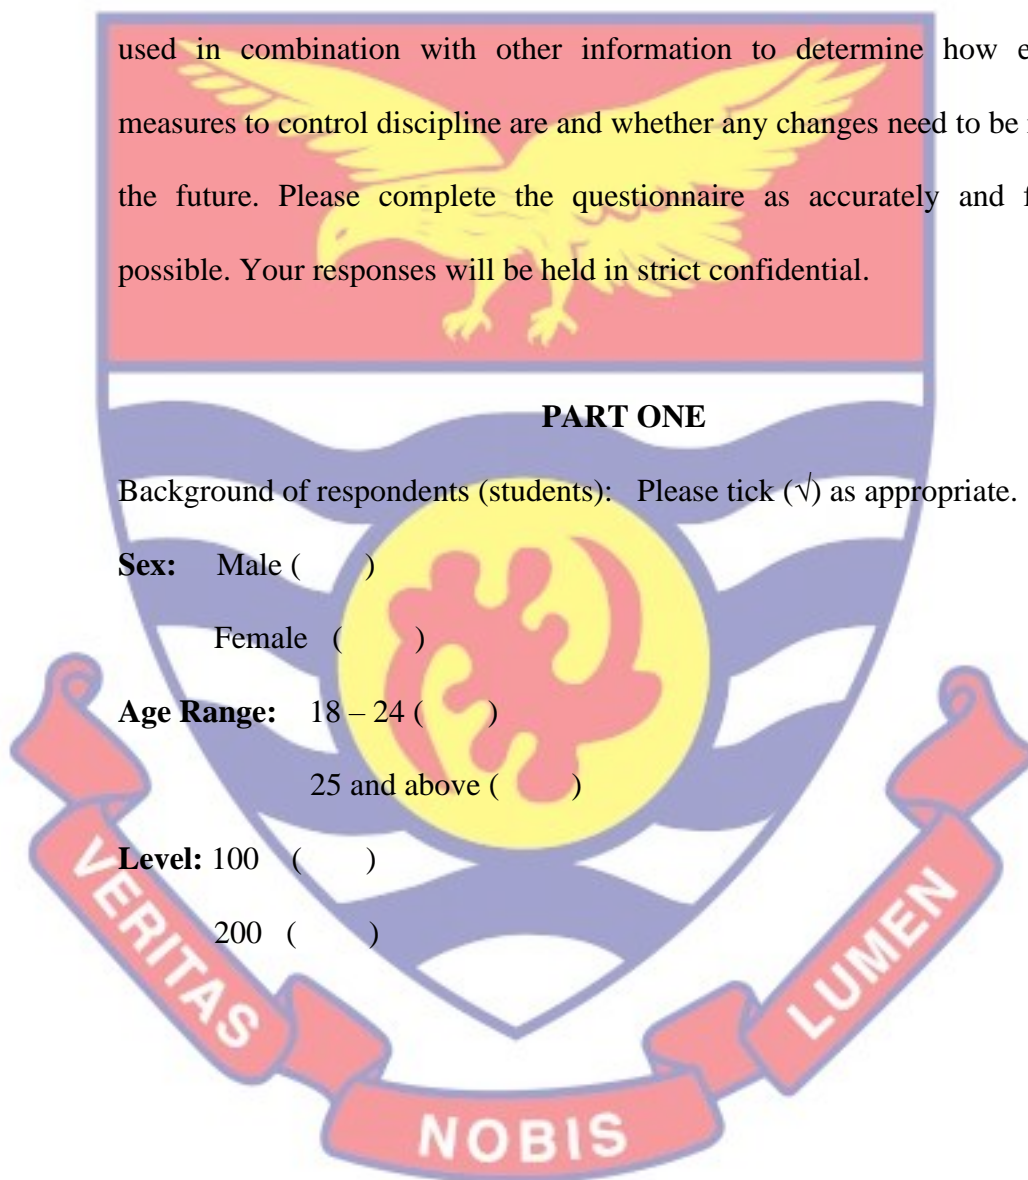 used in combination with other information to determine how e
measures to control discipline are and whether any changes need to be
the future. Please complete the questionnaire as accurately and f
possible. Your responses will be held in strict confidential.
PART ONE
Background of respondents (students): Please tick (√) as appropriate.
Sex: Male ( )
Female ( )
Age Range: 18 – 24 ( )
25 and above ( )
Level: 100 ( )
200 ( )
VERITAS
NOBIS
LUMEN